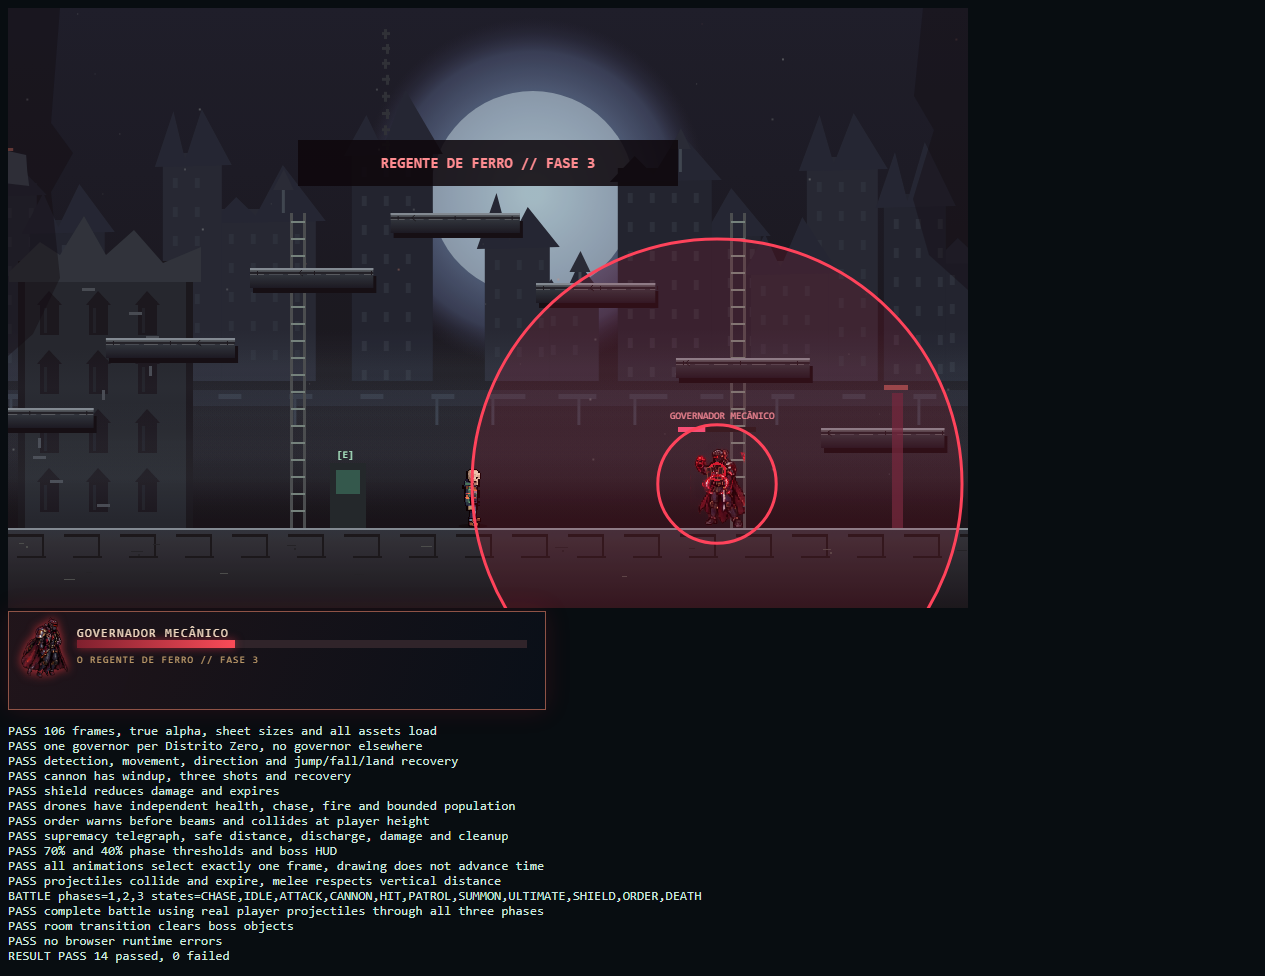 REGENTE DE FERRO // FASE 3
GOVERNADOR MECÂNICO
[E]
GOVERNADOR MECÂNICO
O REGENTE DE FERRO // FASE 3
PASS 106 frames, true alpha, sheet sizes and all assets load
PASS one governor per Distrito Zero, no governor elsewhere
PASS detection, movement, direction and jump/fall/land recovery
PASS cannon has windup, three shots and recovery
PASS shield reduces damage and expires
PASS drones have independent health, chase, fire and bounded population
PASS order warns before beams and collides at player height
PASS supremacy telegraph, safe distance, discharge, damage and cleanup
PASS 70% and 40% phase thresholds and boss HUD
PASS all animations select exactly one frame, drawing does not advance time
PASS projectiles collide and expire, melee respects vertical distance
BATTLE phases=1,2,3 states=CHASE,IDLE,ATTACK,CANNON,HIT,PATROL,SUMMON,ULTIMATE,SHIELD,ORDER,DEATH
PASS complete battle using real player projectiles through all three phases
PASS room transition clears boss objects
PASS no browser runtime errors
RESULT PASS 14 passed, 0 failed